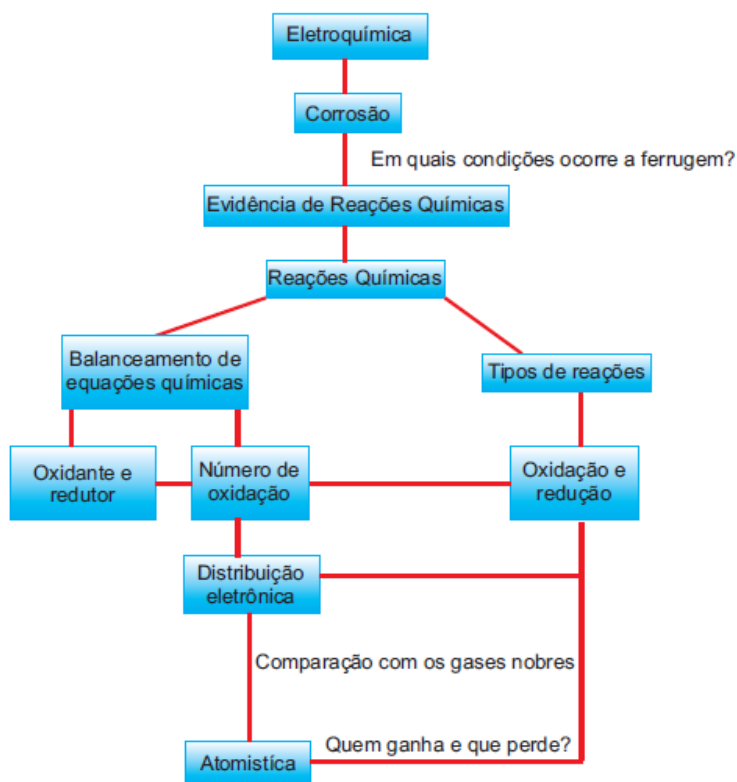 Eletroquímica
Corrosão
Em quais condições ocorre a ferrugem?
Evidência de Reações Químicas
Reações Químicas
Balanceamento de
equações químicas
Tipos de reações
Oxidante e
redutor
Número de
oxidação
Oxidação e
redução
Distribuição
eletrônica
Comparação com os gases nobres
Quem ganha e que perde?
Atomistíca